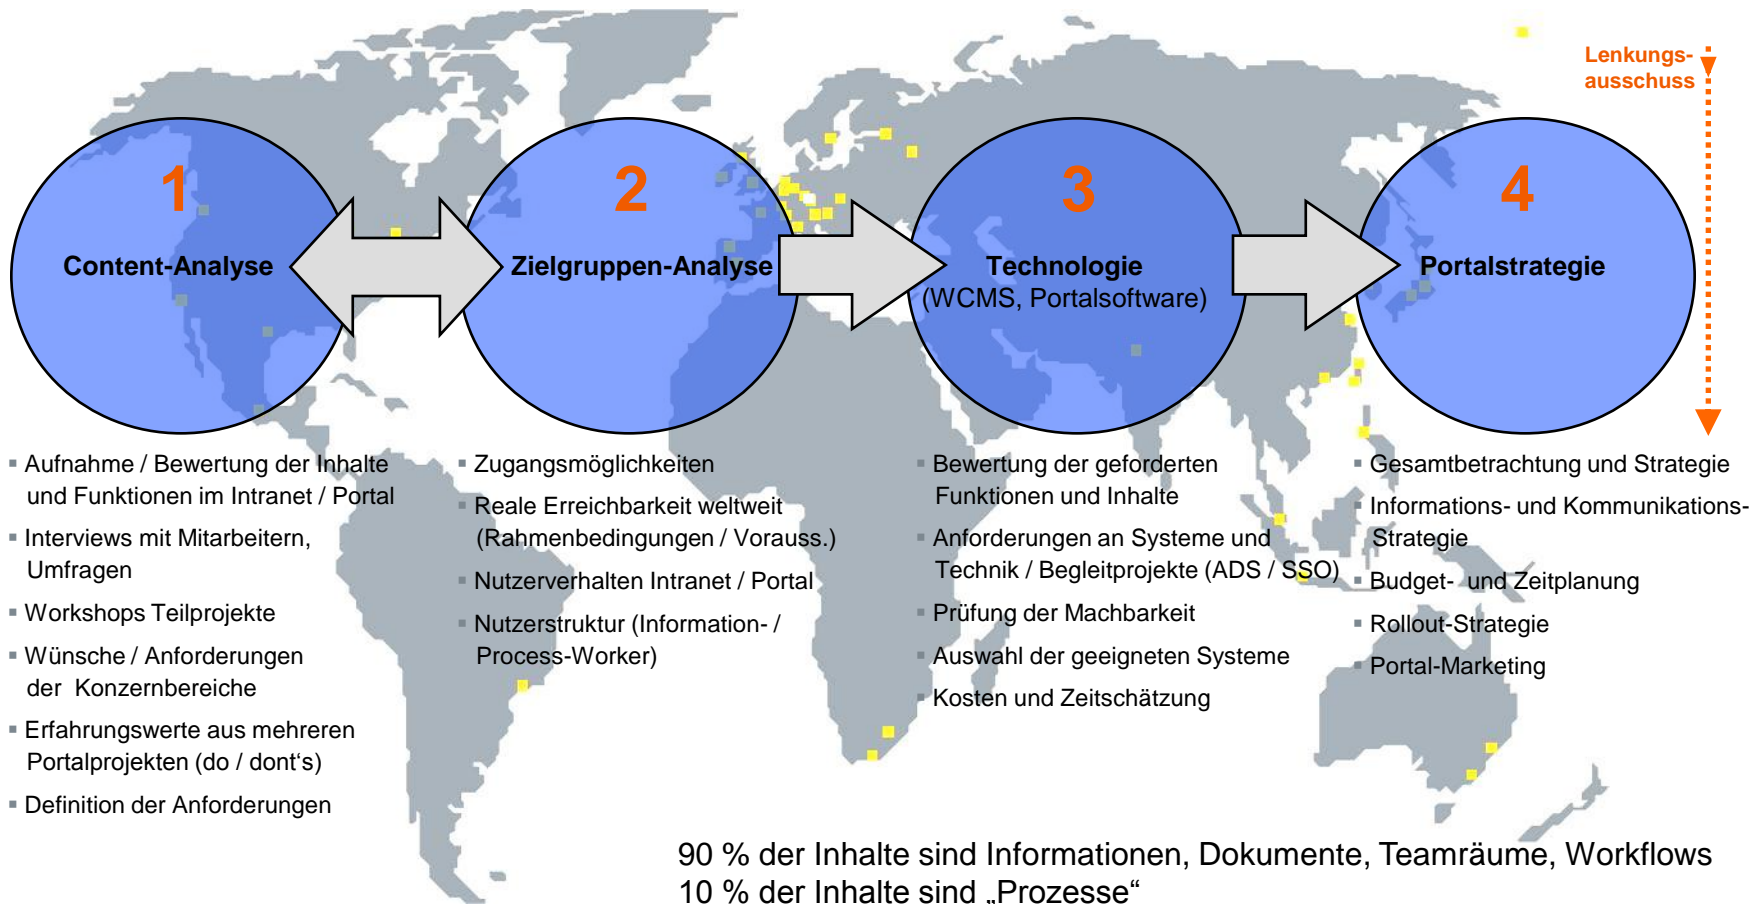 Lenkungs-
ausschuss
1
Content-Analyse
2
Zielgruppen-Analyse
3
Technologie
(WCMS, Portalsoftware)
4
Portalstrategie
Aufnahme / Bewertung der Inhalte
und Funktionen im Intranet / Portal
Interviews mit Mitarbeitern,
Umfragen
Workshops Teilprojekte
Wünsche / Anforderungen
der Konzernbereiche
Erfahrungswerte aus mehreren
Portalprojekten (do / dont‘s)
Definition der Anforderungen
Zugangsmöglichkeiten
Reale Erreichbarkeit weltweit
(Rahmenbedingungen / Vorauss.)
Nutzerverhalten Intranet / Portal
Nutzerstruktur (Information- /
Process-Worker)
Bewertung der geforderten
Funktionen und Inhalte
Anforderungen an Systeme und
Technik / Begleitprojekte (ADS / SSO)
Prüfung der Machbarkeit
Auswahl der geeigneten Systeme
Kosten und Zeitschätzung
Gesamtbetrachtung und Strategie
Informations- und Kommunikations-
Strategie
Budget- und Zeitplanung
Rollout-Strategie
Portal-Marketing
90 % der Inhalte sind Informationen, Dokumente, Teamräume, Workflows
10 % der Inhalte sind „Prozesse“